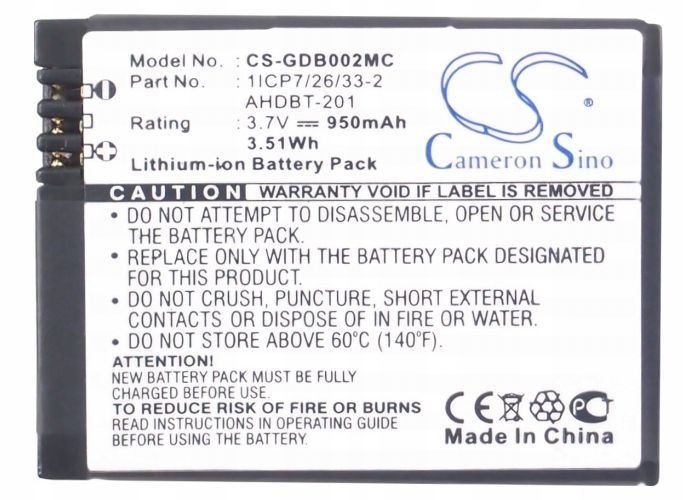 Model No. : CS-GDB002MC
Part No. : 1ICP7/26/33-2
AHDBT-201
Rating : 3.7V 950mAh
3.51Wh
Lithium-ion Battery Pack
CS
Cameron Sino
CAUTION WARRANTY VOID IF LABEL IS REMOVED
• DO NOT ATTEMPT TO DISASSEMBLE, OPEN OR SERVICE
THE BATTERY PACK.
• REPLACE ONLY WITH THE BATTERY PACK DESIGNATED
FOR THIS PRODUCT.
• DO NOT CRUSH, PUNCTURE, SHORT EXTERNAL
CONTACTS OR DISPOSE OF IN FIRE OR WATER.
• DO NOT STORE ABOVE 60°C (140°F).
ATTENTION!
NEW BATTERY PACK MUST BE FULLY
CHARGED BEFORE USE.
TO REDUCE RISK OF FIRE OR BURNS
READ INSTRUCTIONS IN OPERATING GUIDE
BEFORE USING BATTERY PACK.
CE PC
Made In China